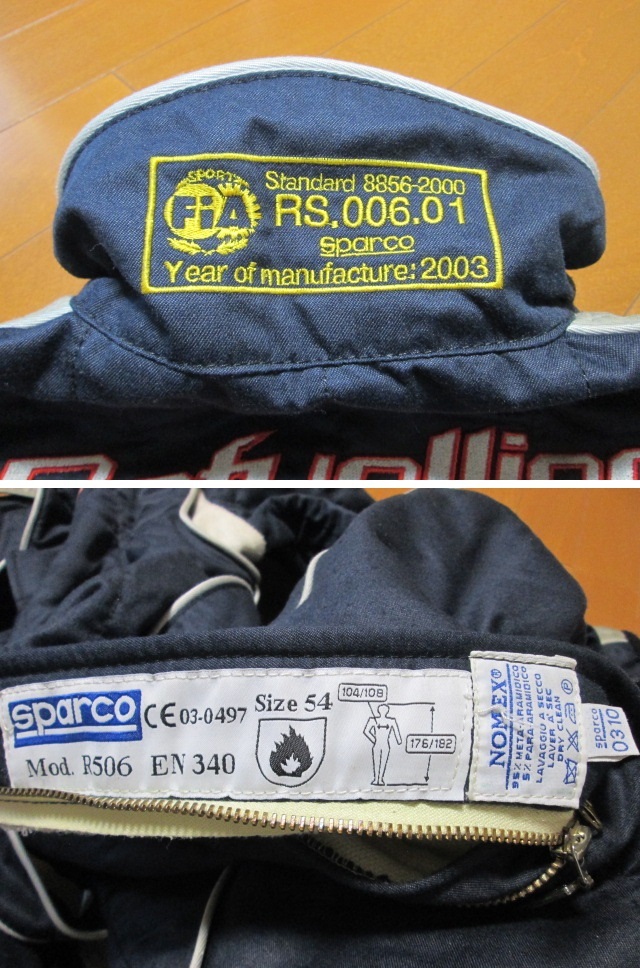 SPORT
FIA
Standard 8856-2000
RS.006.01
sparco
Year of manufacture: 2003
Refuelling
sparco
CE 03-0497
Size 54
Mod. R506 EN 340
104/108
176/182
NOMEX®
95% META-ARAMIDICO
5% PARA-ARAMIDICO
LAVAGGIO A SECCO
LAVER A SEC
DRY CLEAN
P
sparco
0310